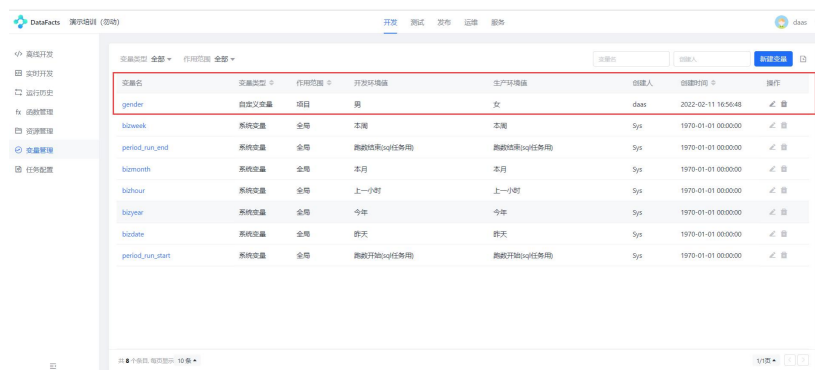 DataFacts 演示培训（勿动） 开发 测试 发布 运维 服务 daas
离线开发
实时开发
运行历史
fx 函数管理
资源管理
变量管理
任务配置
变量类型 全部 作用范围 全部 变量名 创建人 新建变量
变量名 变量类型 作用范围 开发环境值 生产环境值 创建人 创建时间 操作
gender 自定义变量 项目 男 女 daas 2022-02-11 16:56:48
bizweek 系统变量 全局 本周 本周 Sys 1970-01-01 00:00:00
period_run_end 系统变量 全局 跑数结束(sql任务用) 跑数结束(sql任务用) Sys 1970-01-01 00:00:00
bizmonth 系统变量 全局 本月 本月 Sys 1970-01-01 00:00:00
bizhour 系统变量 全局 上一小时 上一小时 Sys 1970-01-01 00:00:00
bizyear 系统变量 全局 今年 今年 Sys 1970-01-01 00:00:00
bizdate 系统变量 全局 昨天 昨天 Sys 1970-01-01 00:00:00
period_run_start 系统变量 全局 跑数开始(sql任务用) 跑数开始(sql任务用) Sys 1970-01-01 00:00:00
共 8 个条目, 每页显示: 10 条 1/1页